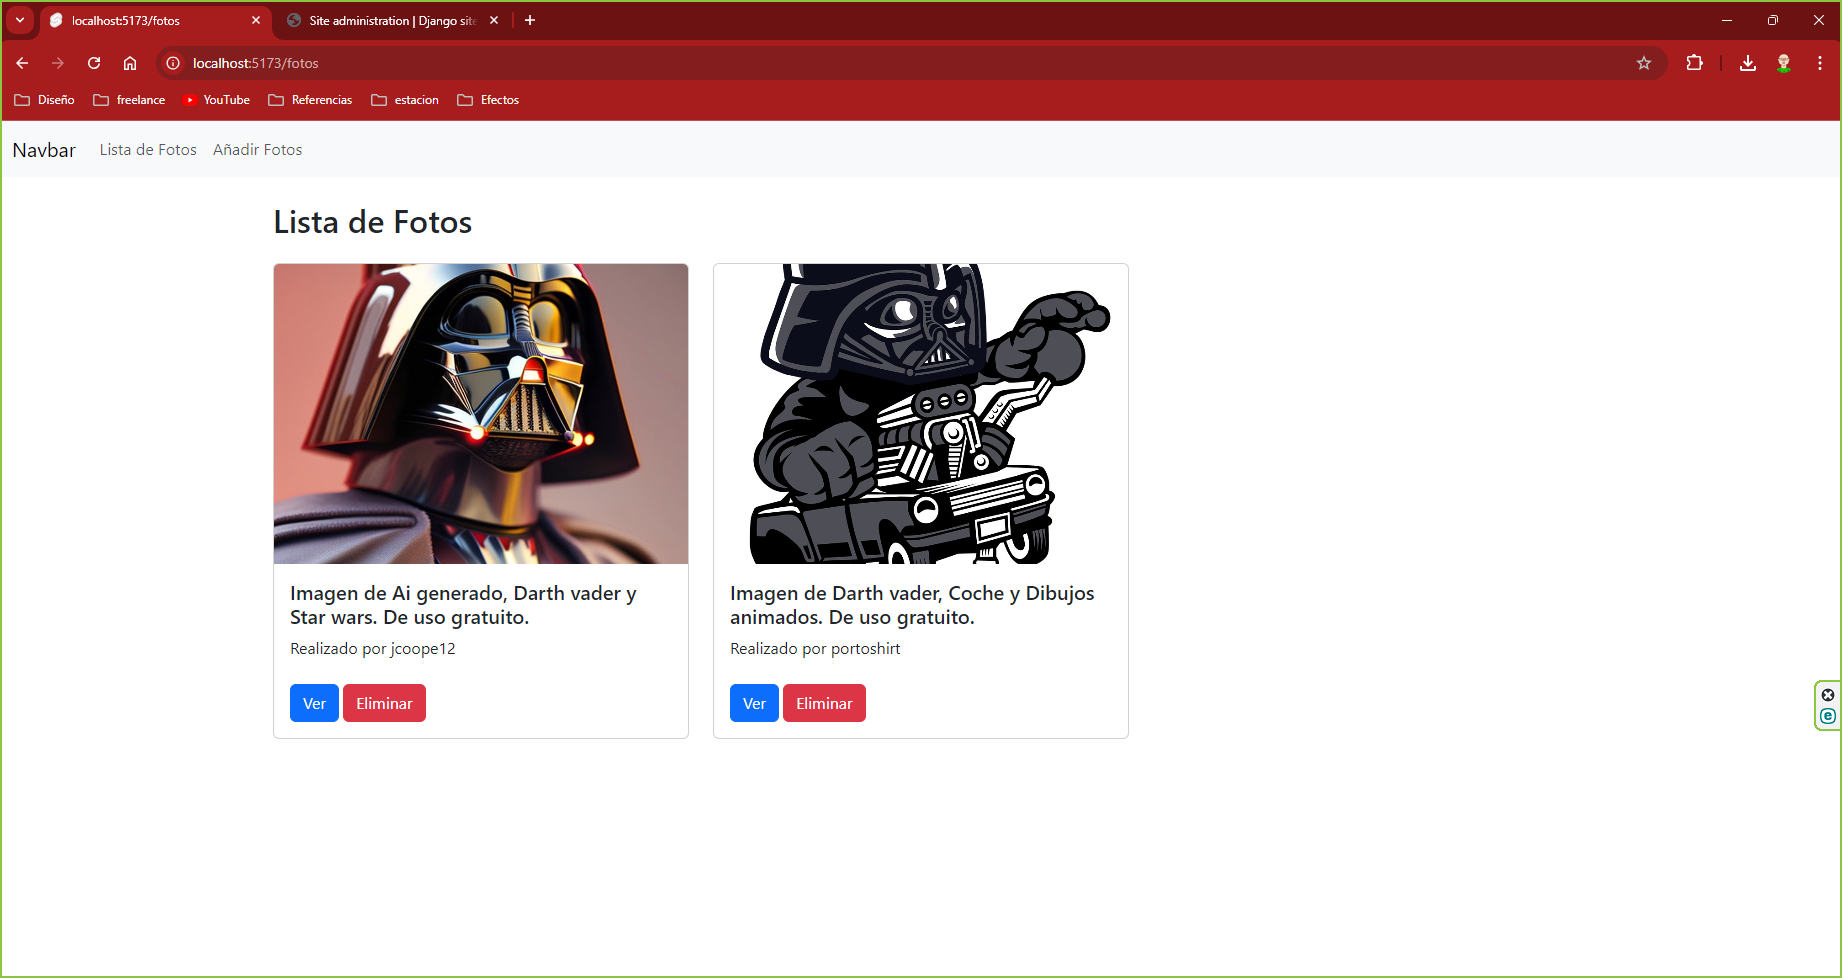 localhost:5173/fotos
Site administration | Django site
localhost:5173/fotos
Diseño freelance YouTube Referencias estacion Efectos
Navbar Lista de Fotos Añadir Fotos
Lista de Fotos
Imagen de Ai generado, Darth vader y
Star wars. De uso gratuito.
Realizado por jcoope12
Ver Eliminar
Imagen de Darth vader, Coche y Dibujos
animados. De uso gratuito.
Realizado por portoshirt
Ver Eliminar